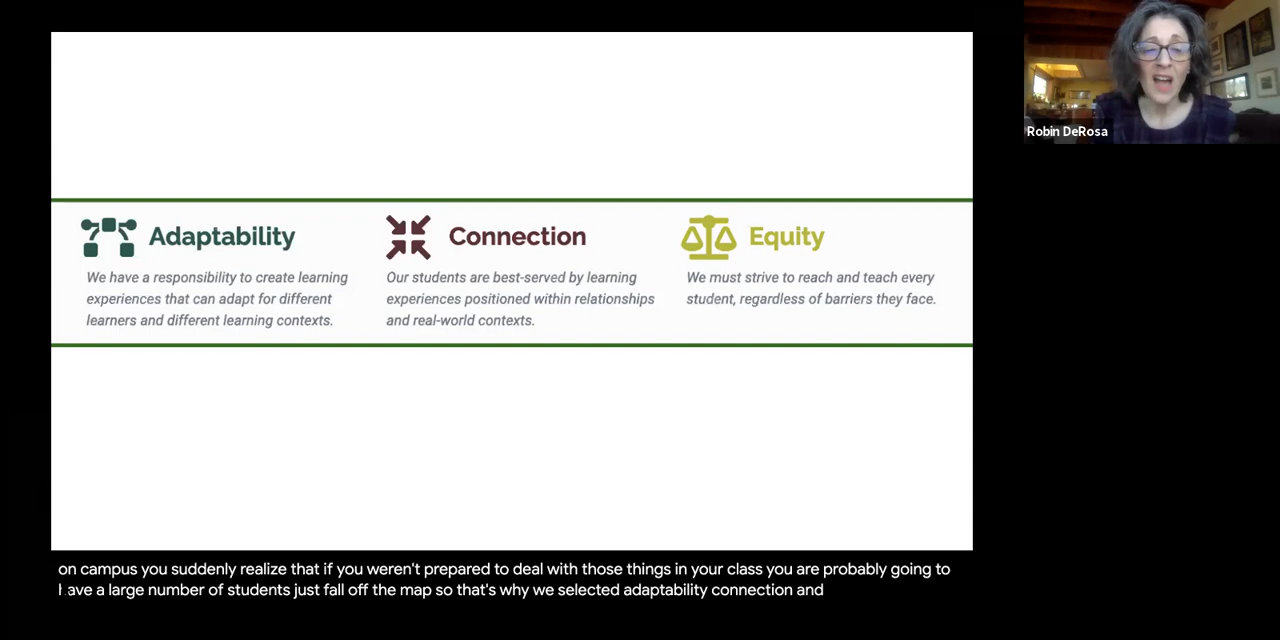 Robin DeRosa
Adaptability
We have a responsibility to create learning
experiences that can adapt for different
learners and different learning contexts.
Connection
Our students are best-served by learning
experiences positioned within relationships
and real-world contexts.
Equity
We must strive to reach and teach every
student, regardless of barriers they face.
on campus you suddenly realize that if you weren't prepared to deal with those things in your class you are probably going to
have a large number of students just fall off the map so that's why we selected adaptability connection and